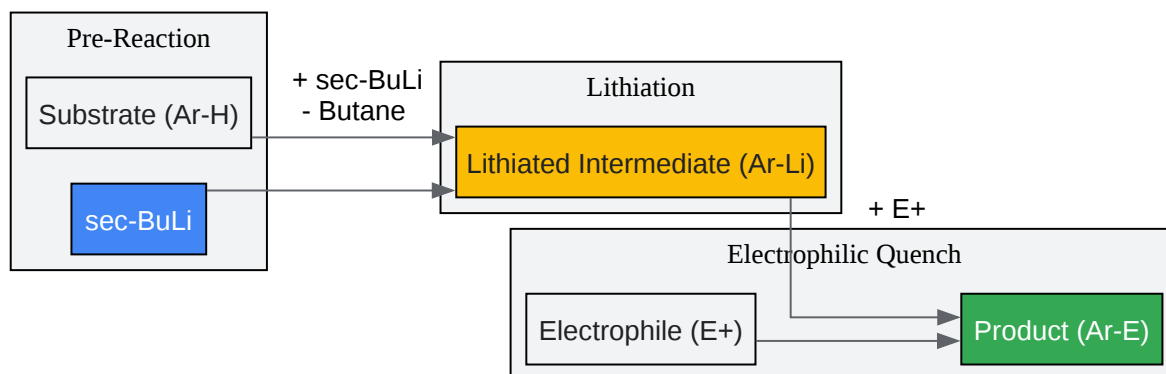 Pre-Reaction
Substrate (Ar-H)
sec-BuLi
+ sec-BuLi
- Butane
Lithiation
Lithiated Intermediate (Ar-Li)
+ E+
Electrophilic Quench
Electrophile (E+)
Product (Ar-E)